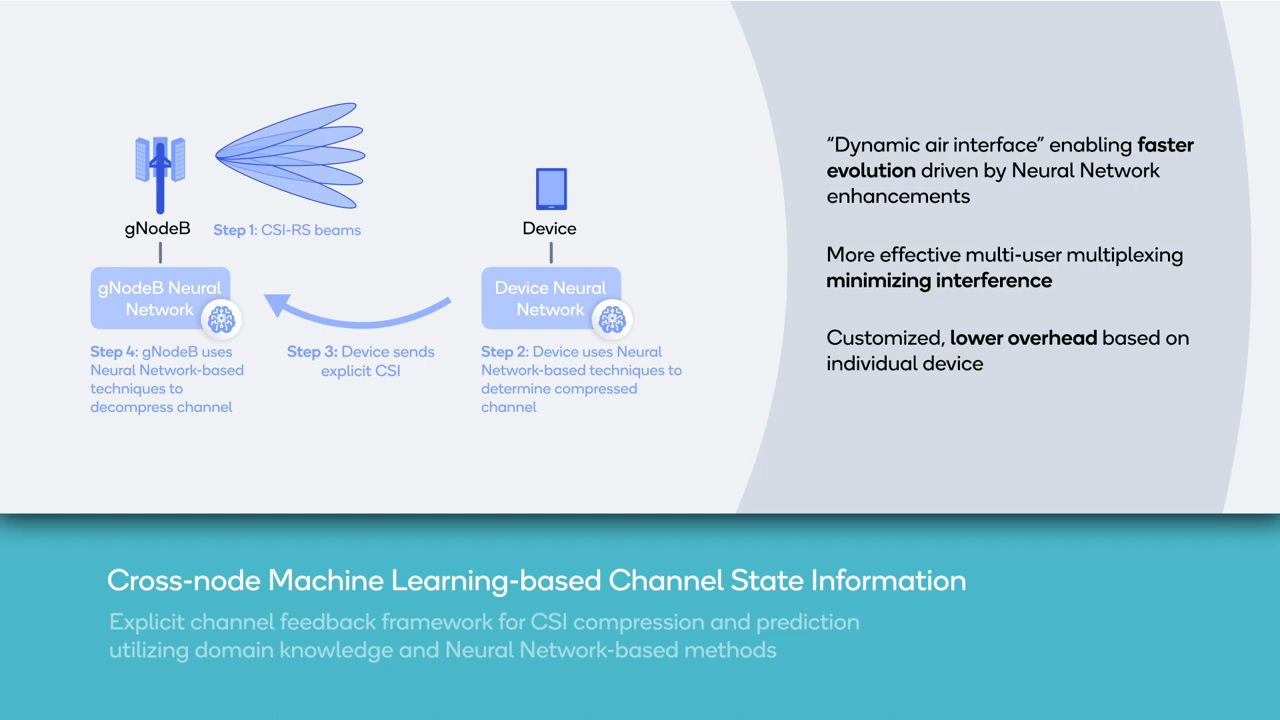 gNodeB
Step 1: CSI-RS beams
Device
gNodeB Neural
Network
Device Neural
Network
Step 4: gNodeB uses
Neural Network-based
techniques to
decompress channel
Step 3: Device sends
explicit CSI
Step 2: Device uses Neural
Network-based techniques to
determine compressed
channel
“Dynamic air interface” enabling faster
evolution driven by Neural Network
enhancements
More effective multi-user multiplexing
minimizing interference
Customized, lower overhead based on
individual device
Cross-node Machine Learning-based Channel State Information
Explicit channel feedback framework for CSI compression and prediction
utilizing domain knowledge and Neural Network-based methods